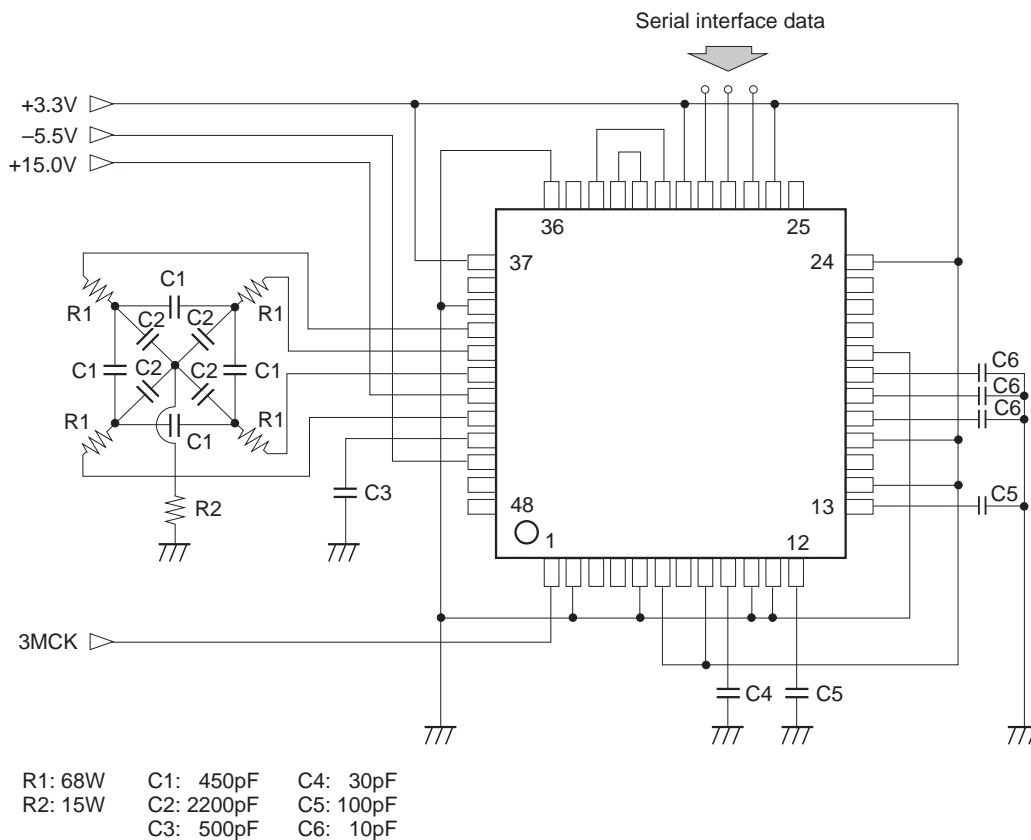 Serial interface data
+3.3V
–5.5V
+15.0V
36
25
37
24
C1
R1
R1
C2
C2
C1
C2
C2
C1
C6
C6
C6
R1
R1
C1
C3
R2
C5
48
13
1
12
3MCK
C4
C5
R1: 68W C1: 450pF C4: 30pF
R2: 15W C2: 2200pF C5: 100pF
C3: 500pF C6: 10pF